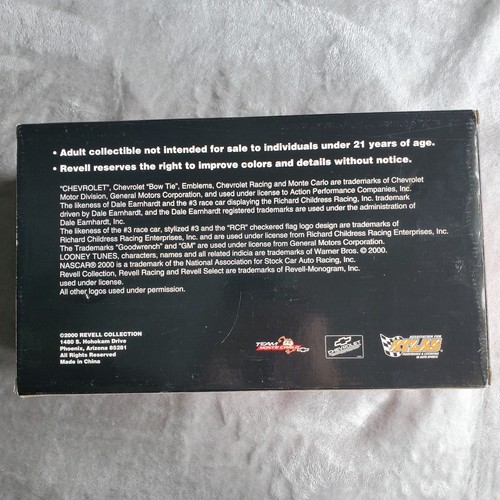 • Adult collectible not intended for sale to individuals under 21 years of age.
• Revell reserves the right to improve colors and details without notice.
"CHEVROLET", Chevrolet "Bow Tie", Emblems, Chevrolet Racing and Monte Carlo are trademarks of Chevrolet
Motor Division, General Motors Corporation, and used under license to Action Performance Companies, Inc.
The likeness of Dale Earnhardt and the #3 race car displaying the Richard Childress Racing, Inc. trademark
driven by Dale Earnhardt, and the Dale Earnhardt registered trademarks are used under the administration of
Dale Earnhardt, Inc.
The likeness of the #3 race car, stylized #3 and the "RCR" checkered flag logo design are trademarks of
Richard Childress Racing Enterprises, Inc. and are used under license from Richard Childress Racing Enterprises, Inc.
The Trademarks "Goodwrench" and "GM" are used under license from General Motors Corporation.
LOONEY TUNES, characters, names and all related indicia are trademarks of Warner Bros. © 2000.
NASCAR® 2000 is a trademark of the National Association for Stock Car Auto Racing, Inc.
Revell Collection, Revell Racing and Revell Select are trademarks of Revell-Monogram, Inc.
used under license.
All other logos used under permission.
©2000 REVELL COLLECTION
1480 S. Hohokam Drive
Phoenix, Arizona 85281
All Rights Reserved
Made in China
TEAM
MONTE CARLO
CHEVROLET
ASSOCIATION FOR
IN AUTO SPORTS